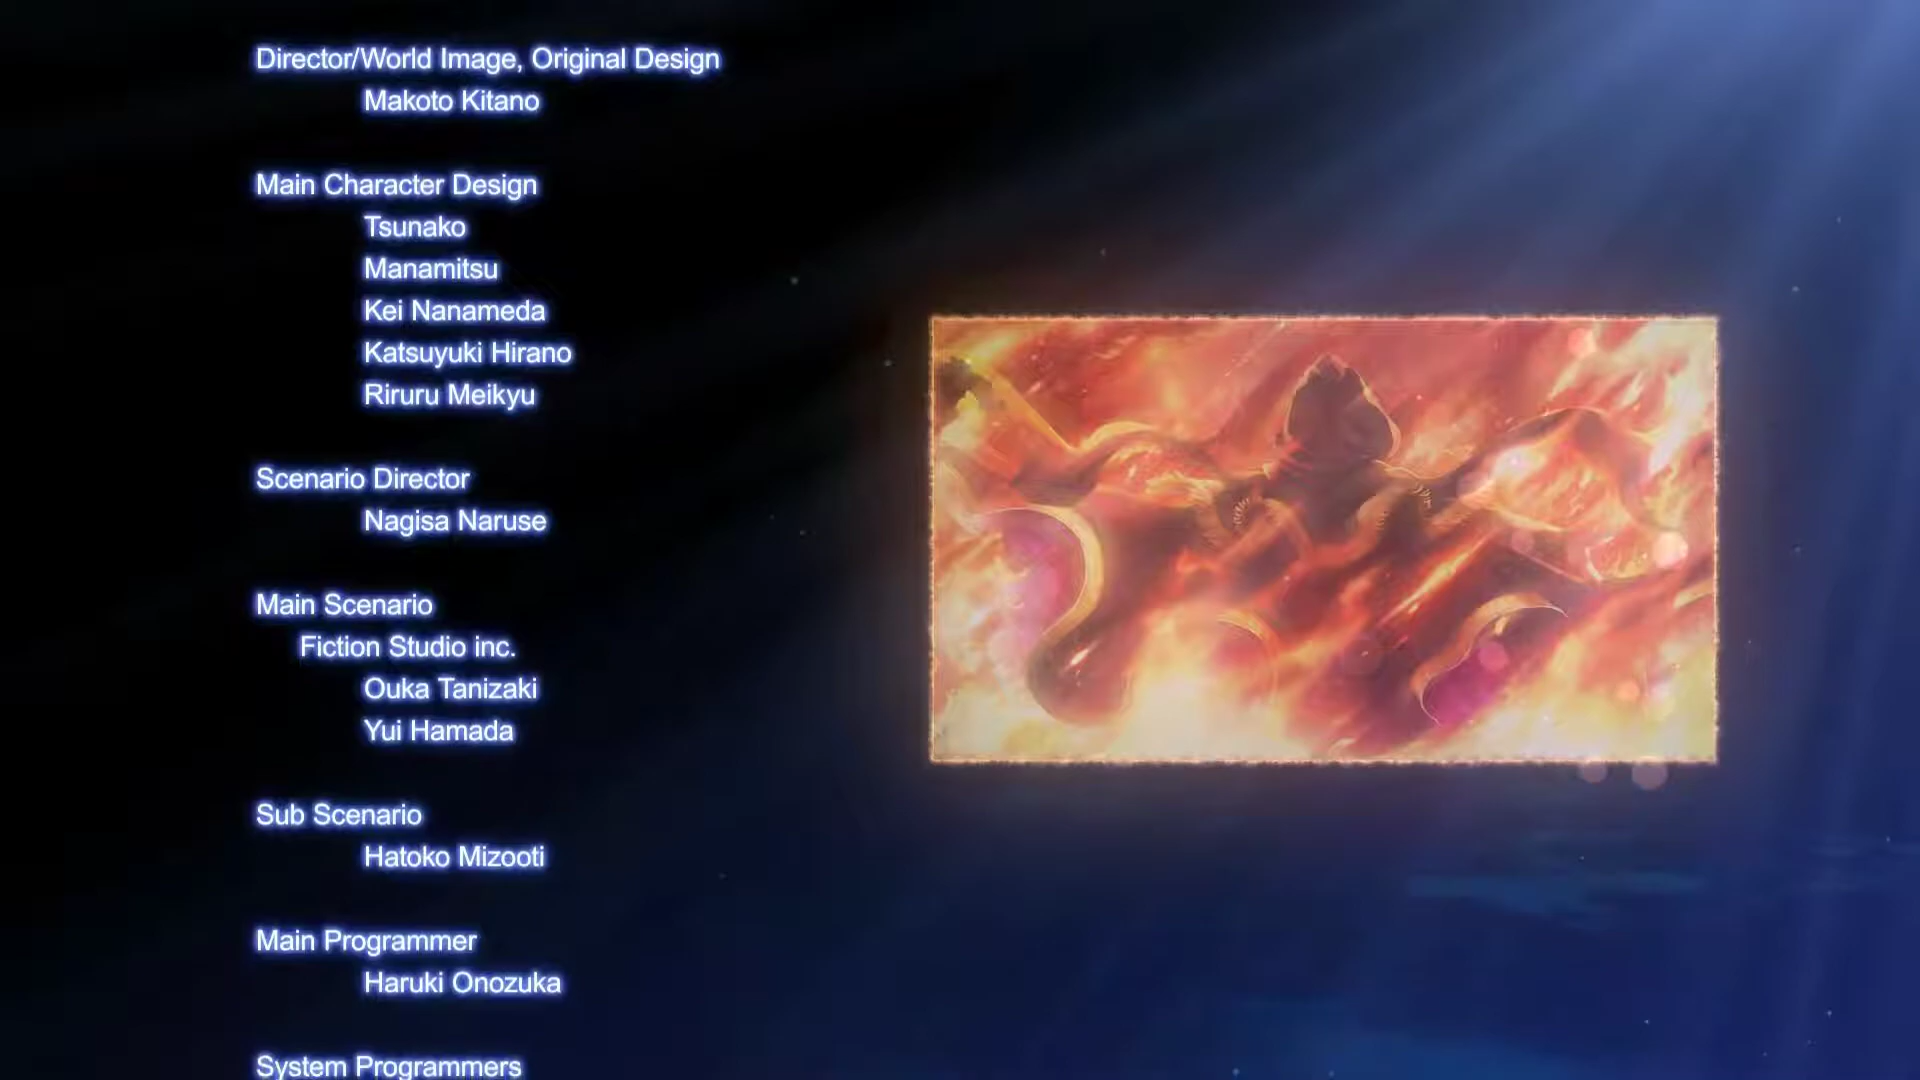 Director/World Image, Original Design
Makoto Kitano
Main Character Design
Tsunako
Manamitsu
Kei Nanameda
Katsuyuki Hirano
Riruru Meikyu
Scenario Director
Nagisa Naruse
Main Scenario
Fiction Studio inc.
Ouka Tanizaki
Yui Hamada
Sub Scenario
Hatoko Mizooti
Main Programmer
Haruki Onozuka
System Programmers